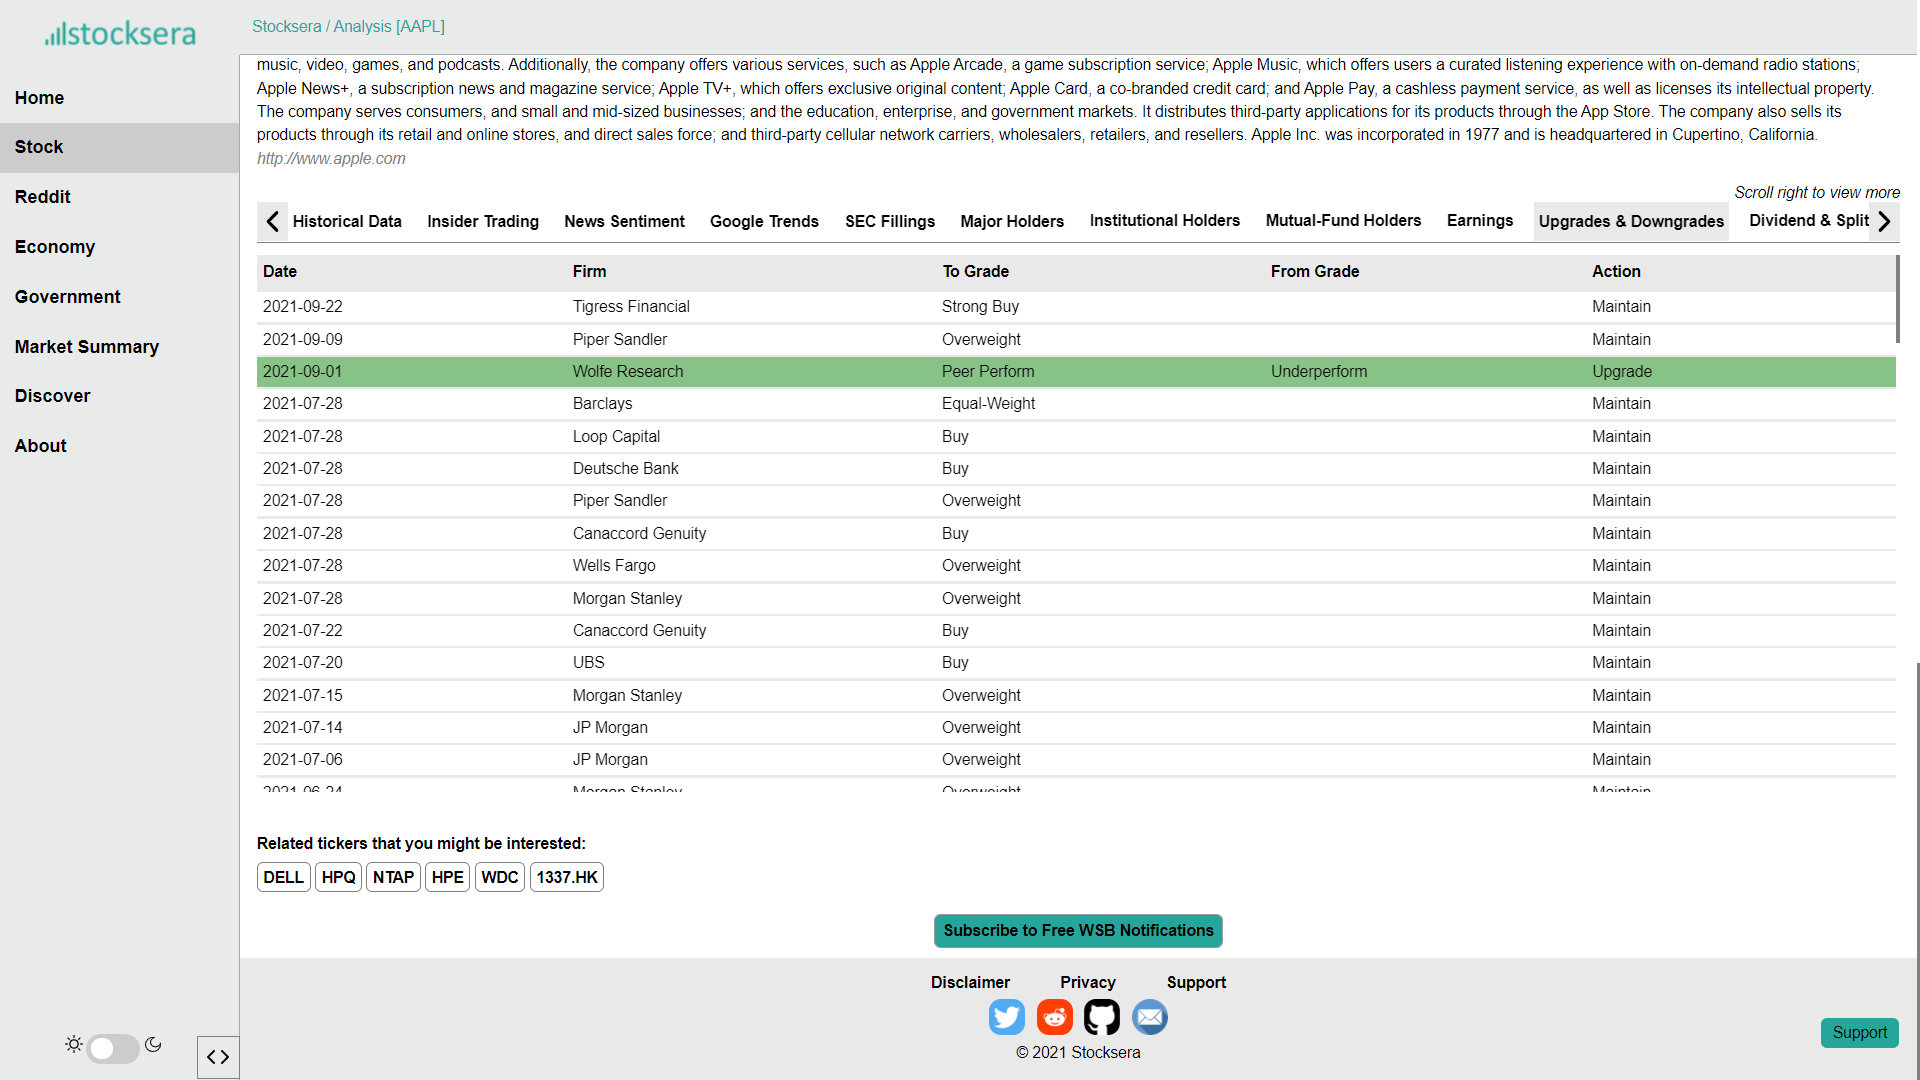 stocksera
Stocksera / Analysis [AAPL]
Home
Stock
Reddit
Economy
Government
Market Summary
Discover
About
music, video, games, and podcasts. Additionally, the company offers various services, such as Apple Arcade, a game subscription service; Apple Music, which offers users a curated listening experience with on-demand radio stations;
Apple News+, a subscription news and magazine service; Apple TV+, which offers exclusive original content; Apple Card, a co-branded credit card; and Apple Pay, a cashless payment service, as well as licenses its intellectual property.
The company serves consumers, and small and mid-sized businesses; and the education, enterprise, and government markets. It distributes third-party applications for its products through the App Store. The company also sells its
products through its retail and online stores, and direct sales force; and third-party cellular network carriers, wholesalers, retailers, and resellers. Apple Inc. was incorporated in 1977 and is headquartered in Cupertino, California.
http://www.apple.com
Scroll right to view more
Historical Data Insider Trading News Sentiment Google Trends SEC Fillings Major Holders Institutional Holders Mutual-Fund Holders Earnings Upgrades & Downgrades Dividend & Split
Date Firm To Grade From Grade Action
2021-09-22 Tigress Financial Strong Buy Maintain
2021-09-09 Piper Sandler Overweight Maintain
2021-09-01 Wolfe Research Peer Perform Underperform Upgrade
2021-07-28 Barclays Equal-Weight Maintain
2021-07-28 Loop Capital Buy Maintain
2021-07-28 Deutsche Bank Buy Maintain
2021-07-28 Piper Sandler Overweight Maintain
2021-07-28 Canaccord Genuity Buy Maintain
2021-07-28 Wells Fargo Overweight Maintain
2021-07-28 Morgan Stanley Overweight Maintain
2021-07-22 Canaccord Genuity Buy Maintain
2021-07-20 UBS Buy Maintain
2021-07-15 Morgan Stanley Overweight Maintain
2021-07-14 JP Morgan Overweight Maintain
2021-07-06 JP Morgan Overweight Maintain
2021-06-24 Morgan Stanley Overweight Maintain
Related tickers that you might be interested:
DELL HPQ NTAP HPE WDC 1337.HK
Subscribe to Free WSB Notifications
Disclaimer Privacy Support
© 2021 Stocksera
Support